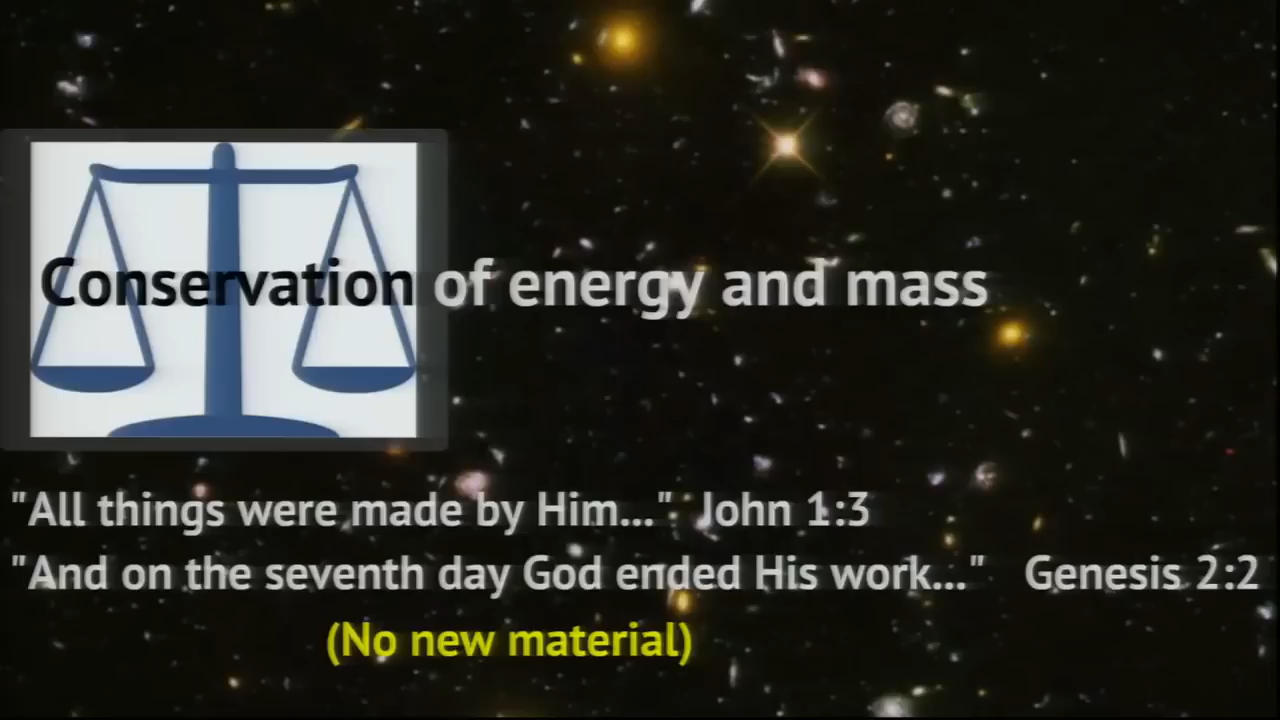 Conservation of energy and mass
"All things were made by Him..." John 1:3
"And on the seventh day God ended His work..." Genesis 2:2
(No new material)